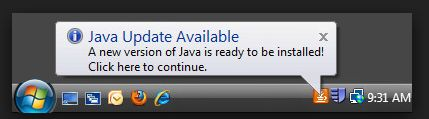 Java Update Available
A new version of Java is ready to be installed!
Click here to continue.
9:31 AM